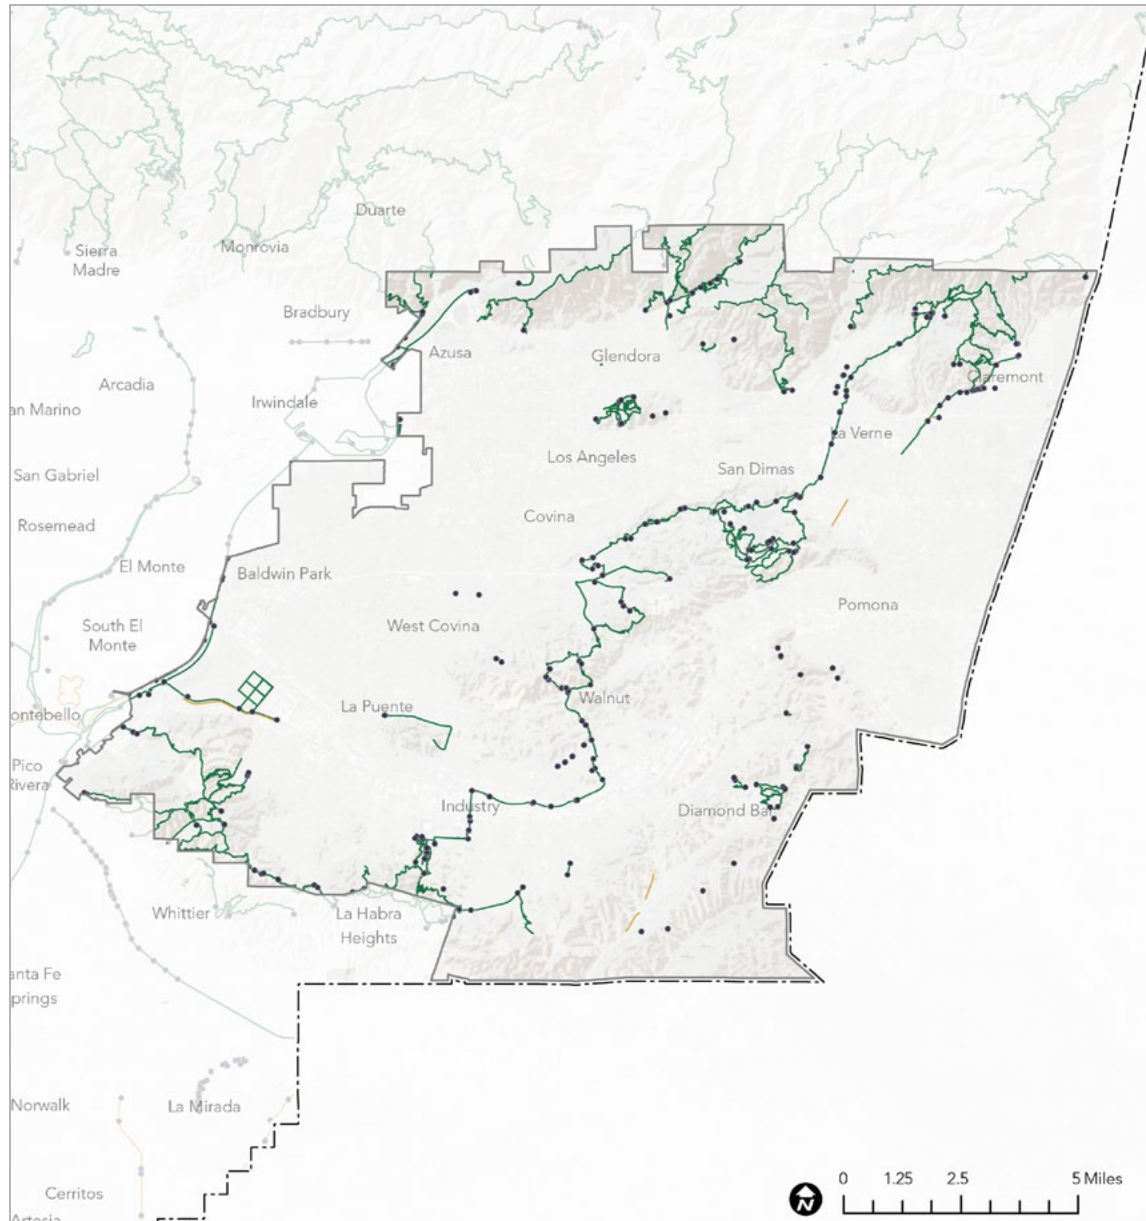 Duarte
Sierra
Madre
Monrovia
Bradbury
Azusa
Glendora
Arcadia
Claremont
Irwindale
an Marino
La Verne
Los Angeles
San Dimas
San Gabriel
Covina
Rosemead
El Monte
Baldwin Park
Pomona
South El
Monte
West Covina
Walnut
La Puente
ontebello
Pico
Rivera
Industry
Diamond Bar
Whittier
La Habra
Heights
anta Fe
prings
Norwalk
La Mirada
Cerritos
Artesia
N
0 1.25 2.5 5 Miles